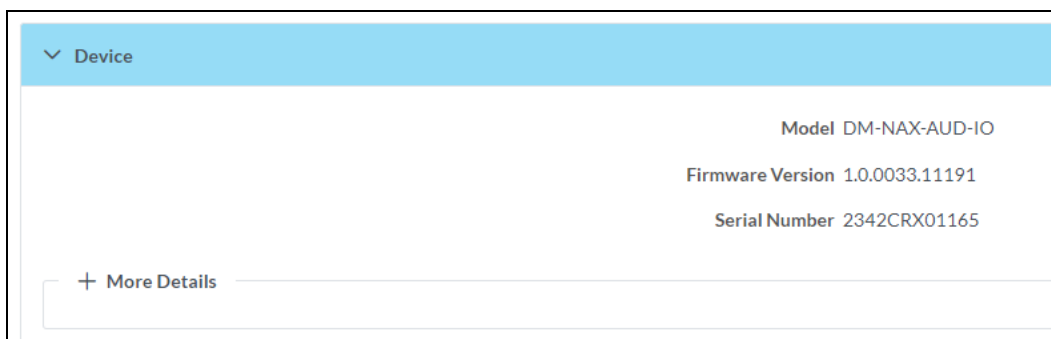 Device
Model DM-NAX-AUD-IO
Firmware Version 1.0.0033.11191
Serial Number 2342CRX01165
+ More Details